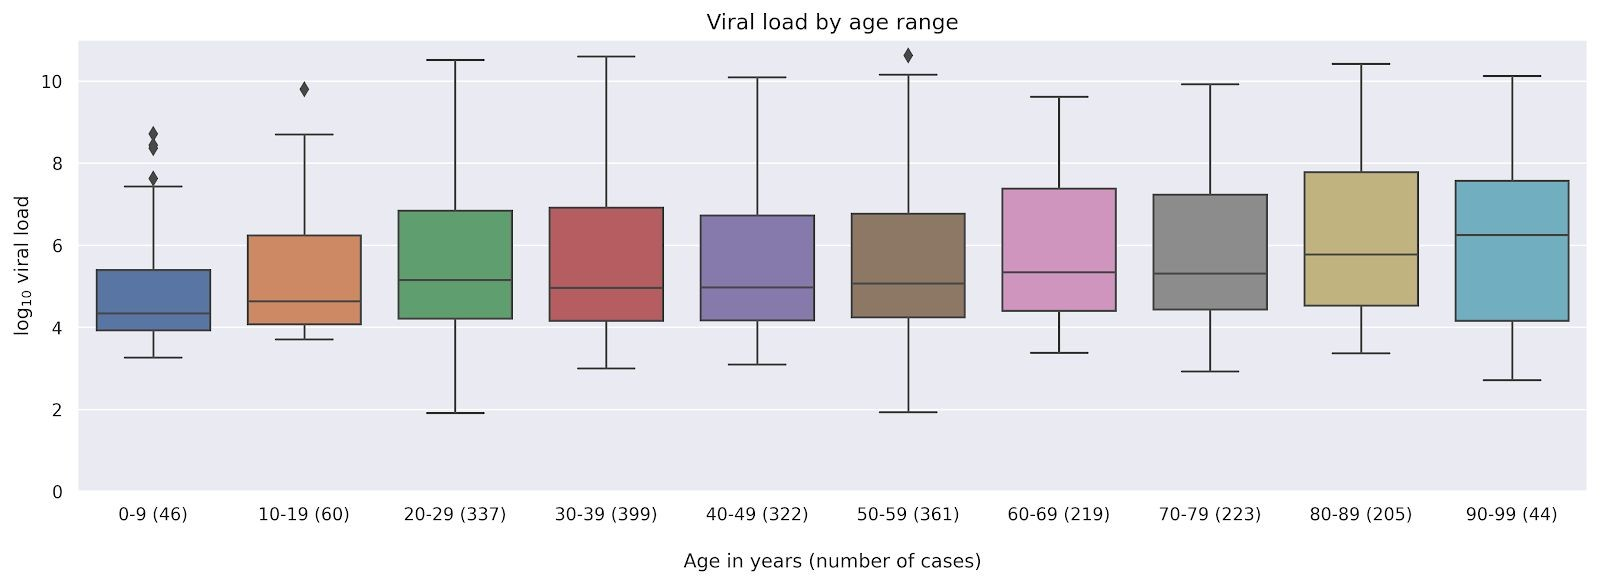 Viral load by age range
log₁₀ viral load
10
8
6
4
2
0
0-9 (46) 10-19 (60) 20-29 (337) 30-39 (399) 40-49 (322) 50-59 (361) 60-69 (219) 70-79 (223) 80-89 (205) 90-99 (44)
Age in years (number of cases)